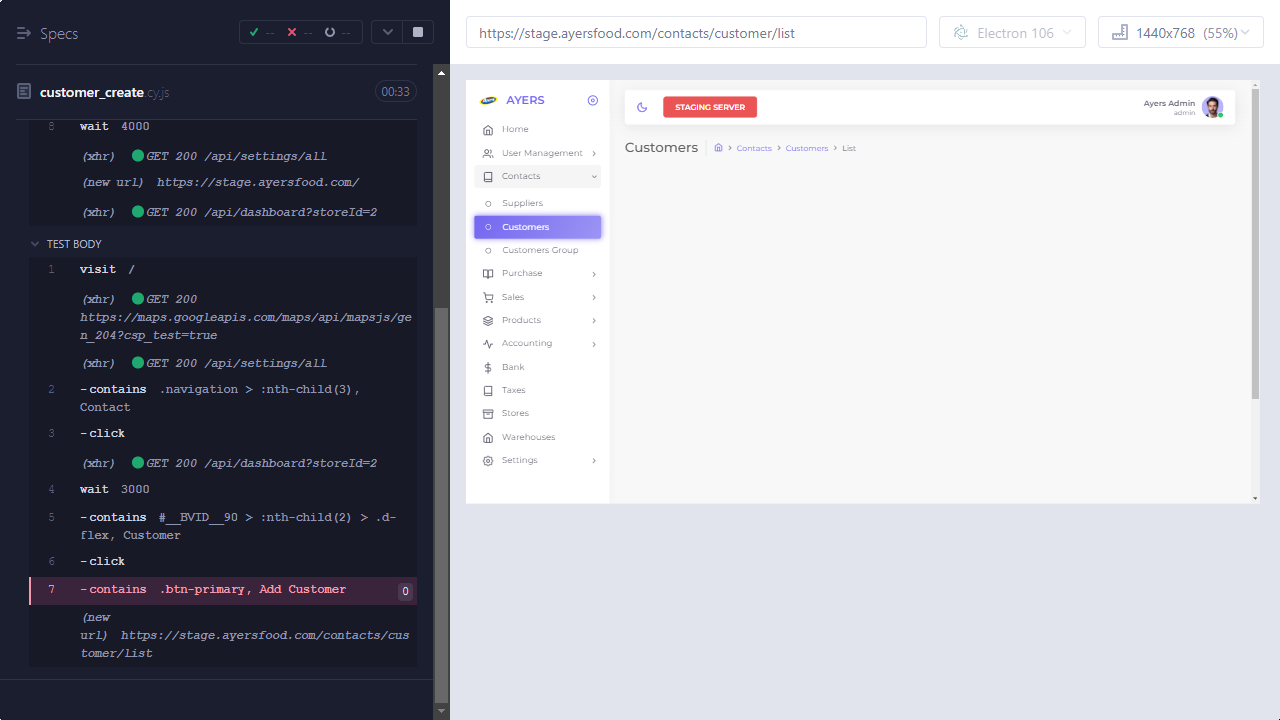 Specs
-- -- --
customer_create.cy.js 00:33
8 wait 4000
(xhr) GET 200 /api/settings/all
(new url) https://stage.ayersfood.com/
(xhr) GET 200 /api/dashboard?storeId=2
TEST BODY
1 visit /
(xhr) GET 200
https://maps.googleapis.com/maps/api/mapsjs/ge
n_204?csp_test=true
(xhr) GET 200 /api/settings/all
2 -contains .navigation > :nth-child(3),
Contact
3 -click
(xhr) GET 200 /api/dashboard?storeId=2
4 wait 3000
5 -contains #__BVID__90 > :nth-child(2) > .d-
flex, Customer
6 -click
7 -contains .btn-primary, Add Customer 0
(new
url) https://stage.ayersfood.com/contacts/cus
tomer/list
https://stage.ayersfood.com/contacts/customer/list
Electron 106
1440x768 (55%)
AYERS
Home
User Management
Contacts
Suppliers
Customers
Customers Group
Purchase
Sales
Products
Accounting
Bank
Taxes
Stores
Warehouses
Settings
STAGING SERVER
Ayers Admin
admin
Customers
Contacts > Customers > List